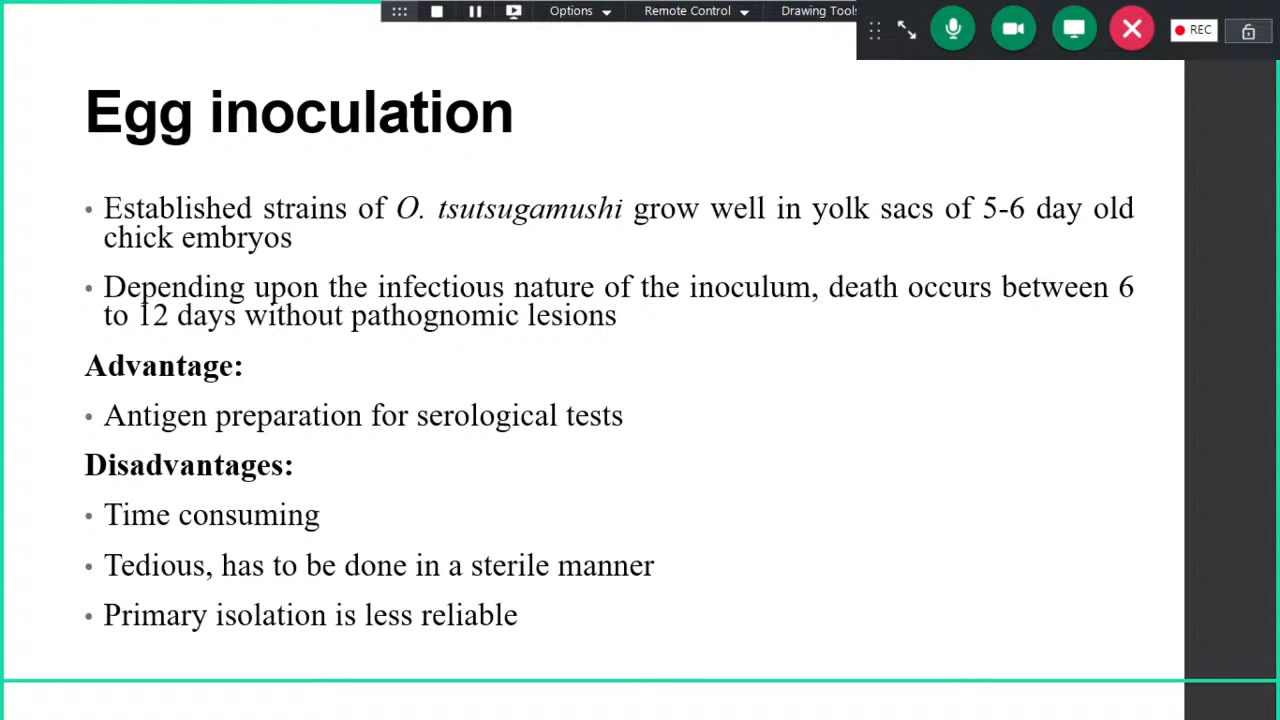 Options
Remote Control
Drawing Tools
REC
Egg inoculation
• Established strains of O. tsutsugamushi grow well in yolk sacs of 5-6 day old
chick embryos
• Depending upon the infectious nature of the inoculum, death occurs between 6
to 12 days without pathognomic lesions
Advantage:
• Antigen preparation for serological tests
Disadvantages:
• Time consuming
• Tedious, has to be done in a sterile manner
• Primary isolation is less reliable